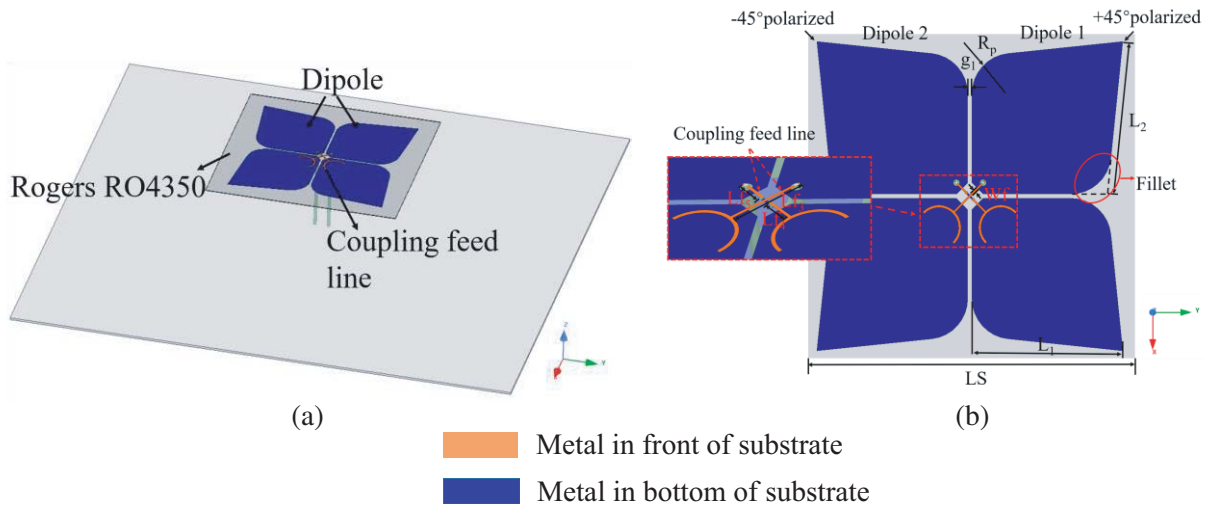 Dipole
Rogers RO4350
Coupling feed
line
(a)
-45°polarized
+45°polarized
Dipole 2
Dipole 1
Rp
g1
Coupling feed line
L2
Fillet
Wf
L1
LS
(b)
Metal in front of substrate
Metal in bottom of substrate